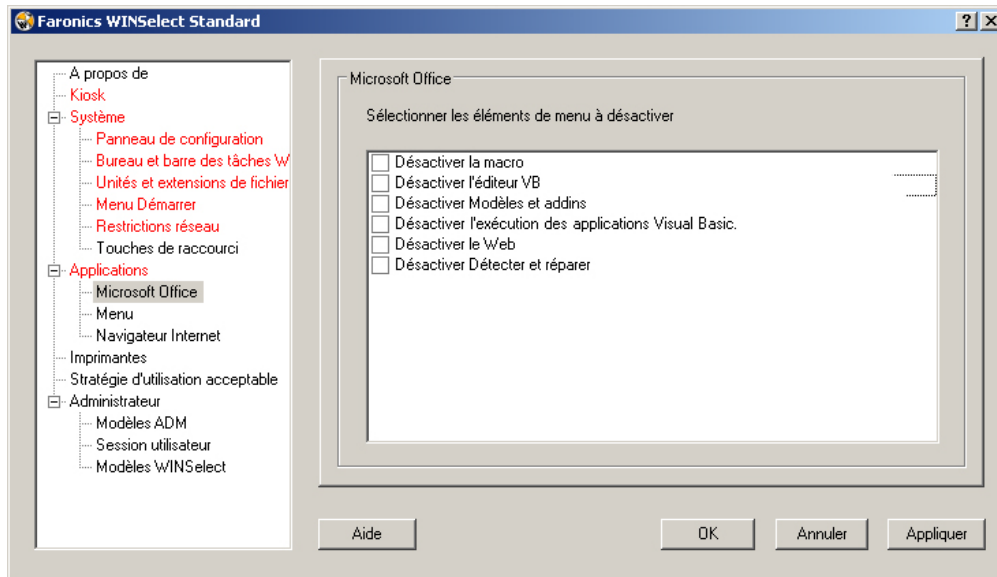 Faronics WINSelect Standard
A propos de
Kiosk
Système
Panneau de configuration
Bureau et barre des tâches W
Unités et extensions de fichier
Menu Démarrer
Restrictions réseau
Touches de raccourci
Applications
Microsoft Office
Menu
Navigateur Internet
Imprimantes
Stratégie d'utilisation acceptable
Administrateur
Modèles ADM
Session utilisateur
Modèles WINSelect
Microsoft Office
Sélectionner les éléments de menu à désactiver
Désactiver la macro
Désactiver l'éditeur VB
Désactiver Modèles et addins
Désactiver l'exécution des applications Visual Basic.
Désactiver le Web
Désactiver Détecter et réparer
Aide
OK
Annuler
Appliquer